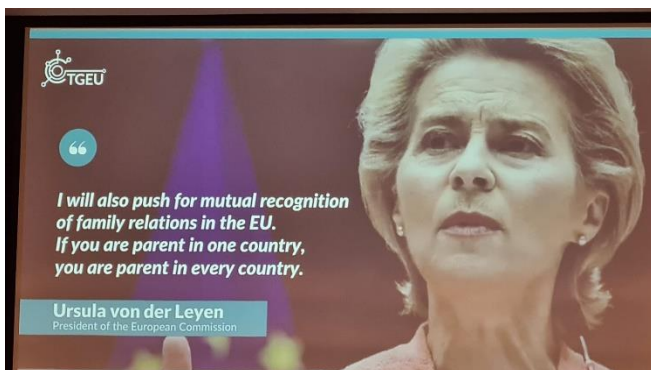 TGEU
“
I will also push for mutual recognition
of family relations in the EU.
If you are parent in one country,
you are parent in every country.
Ursula von der Leyen
President of the European Commission